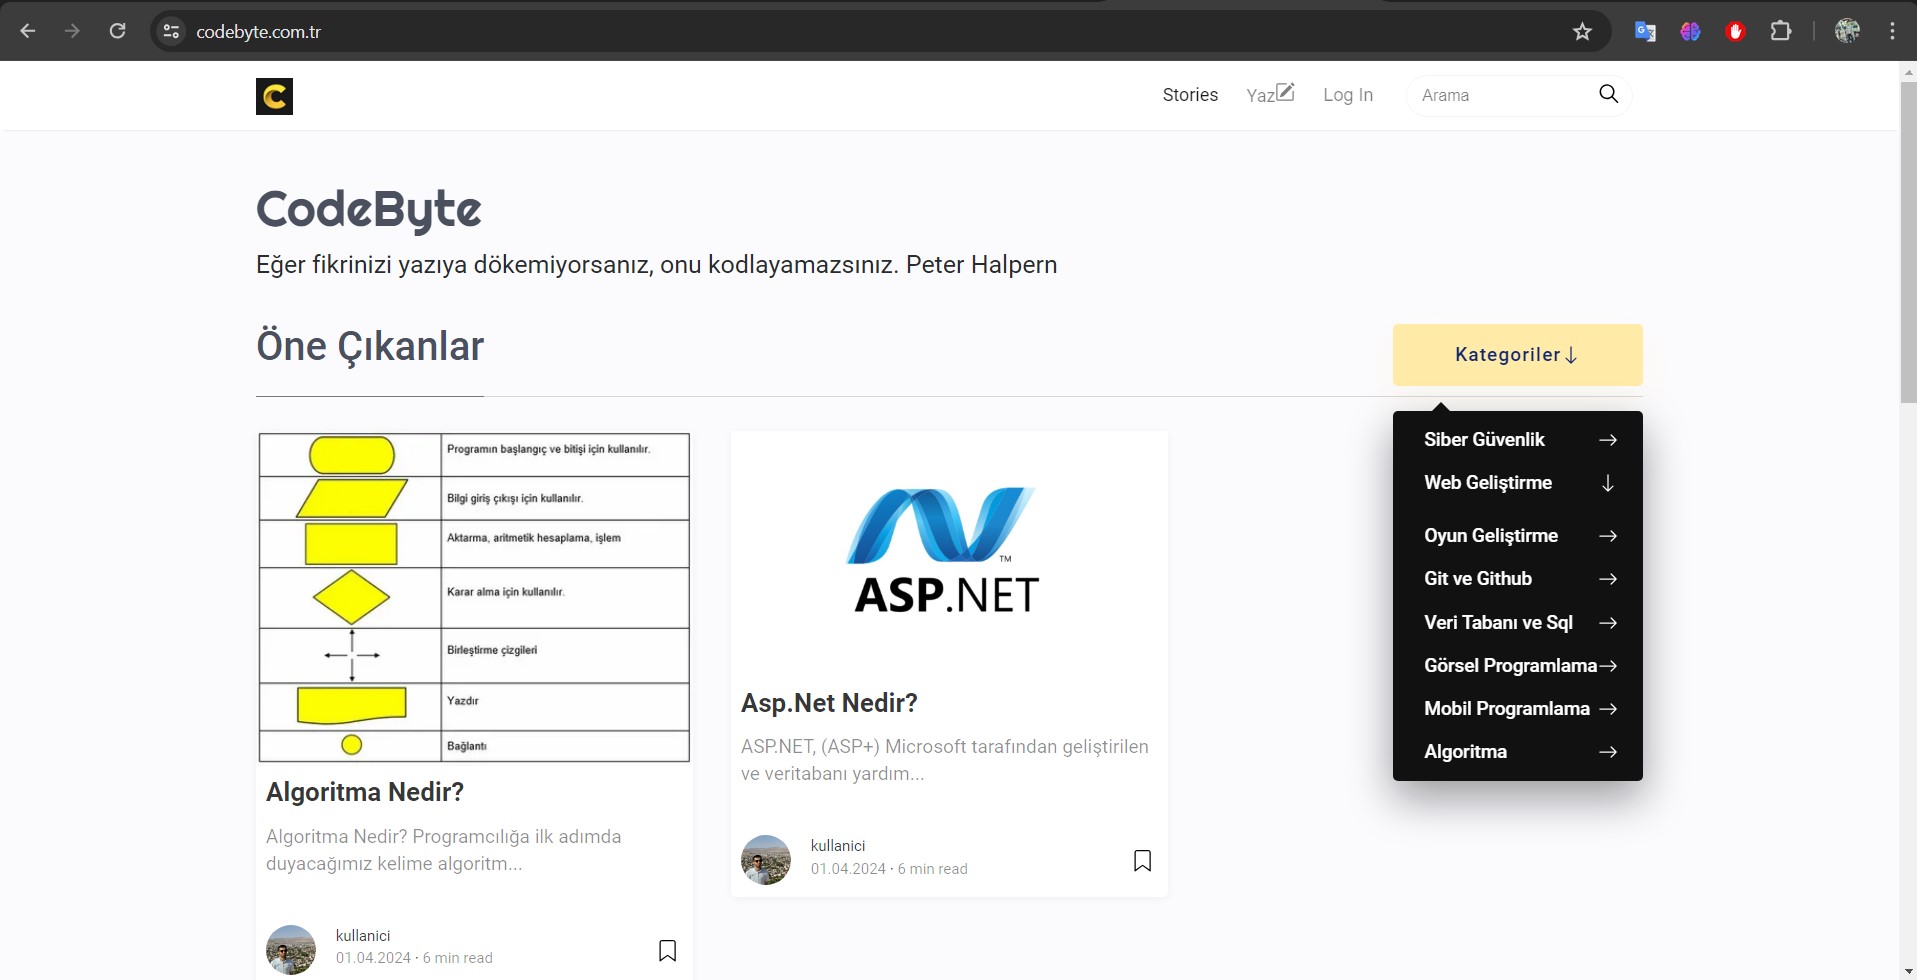 codebyte.com.tr
C
Stories
Yaz
Log In
Arama
CodeByte
Eğer fikrinizi yazıya dökemiyorsanız, onu kodlayamazsınız. Peter Halpern
Öne Çıkanlar
Kategoriler↓
Siber Güvenlik →
Web Geliştirme ↓
Oyun Geliştirme →
Git ve Github →
Veri Tabanı ve Sql →
Görsel Programlama→
Mobil Programlama →
Algoritma →
Programın başlangıç ve bitişi için kullanılır.
Bilgi giriş çıkışı için kullanılır.
Aktarma, aritmetik hesaplama, işlem
Karar alma için kullanılır.
Birleştirme çizgileri
Yazdır
Bağlantı
Algoritma Nedir?
Algoritma Nedir? Programcılığa ilk adımda
duyacağımız kelime algoritm...
kullanici
01.04.2024 · 6 min read
ASP.NET™
Asp.Net Nedir?
ASP.NET, (ASP+) Microsoft tarafından geliştirilen
ve veritabanı yardım...
kullanici
01.04.2024 · 6 min read